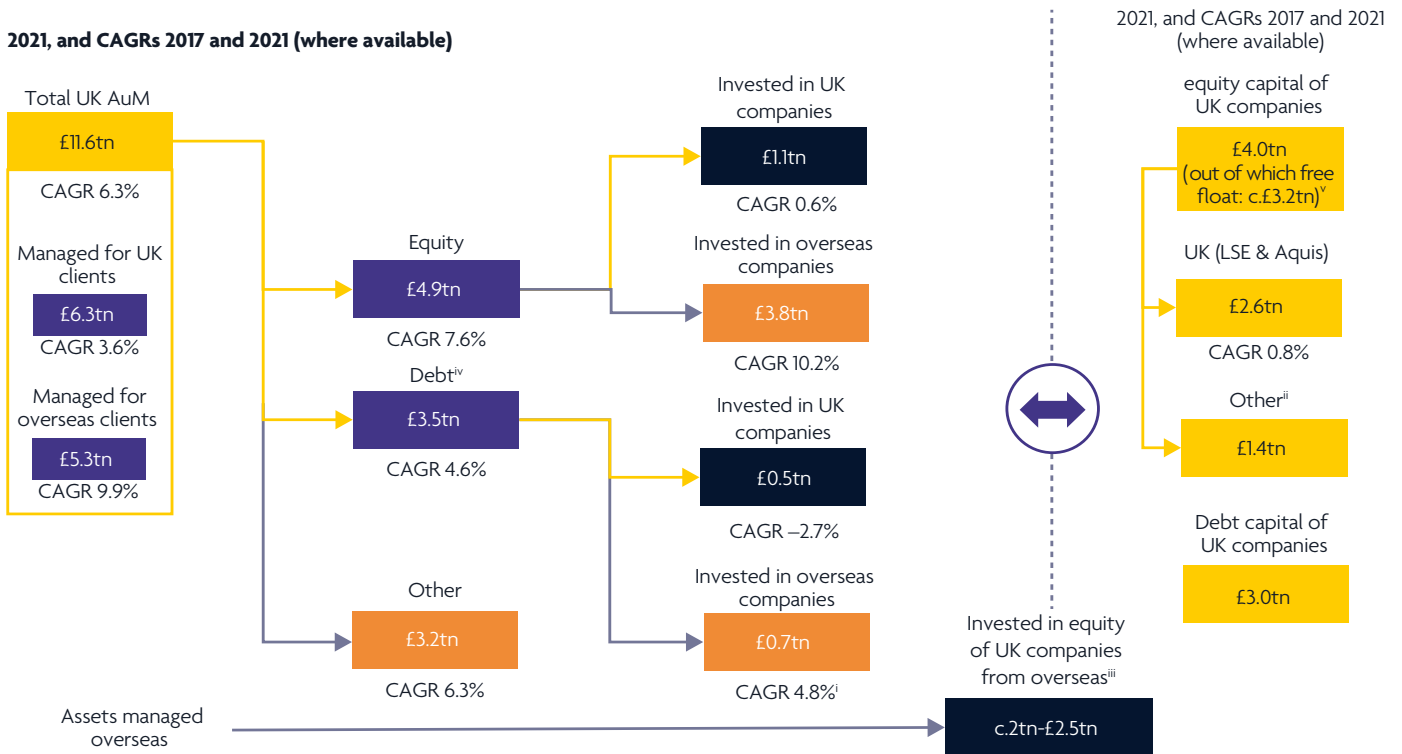 2021, and CAGRs 2017 and 2021 (where available)
Total UK AuM
£11.6tn
CAGR 6.3%
Managed for UK
clients
£6.3tn
CAGR 3.6%
Managed for
overseas clients
£5.3tn
CAGR 9.9%
Equity
£4.9tn
CAGR 7.6%
Debtⁱᵛ
£3.5tn
CAGR 4.6%
Other
£3.2tn
CAGR 6.3%
Invested in UK
companies
£1.1tn
CAGR 0.6%
Invested in overseas
companies
£3.8tn
CAGR 10.2%
Invested in UK
companies
£0.5tn
CAGR –2.7%
Invested in overseas
companies
£0.7tn
CAGR 4.8%ⁱ
Assets managed
overseas
Invested in equity
of UK companies
from overseasⁱⁱⁱ
c.2tn-£2.5tn
2021, and CAGRs 2017 and 2021
(where available)
equity capital of
UK companies
£4.0tn
(out of which free
float: c.£3.2tn)ᵛ
UK (LSE & Aquis)
£2.6tn
CAGR 0.8%
Otherⁱⁱ
£1.4tn
Debt capital of
UK companies
£3.0tn